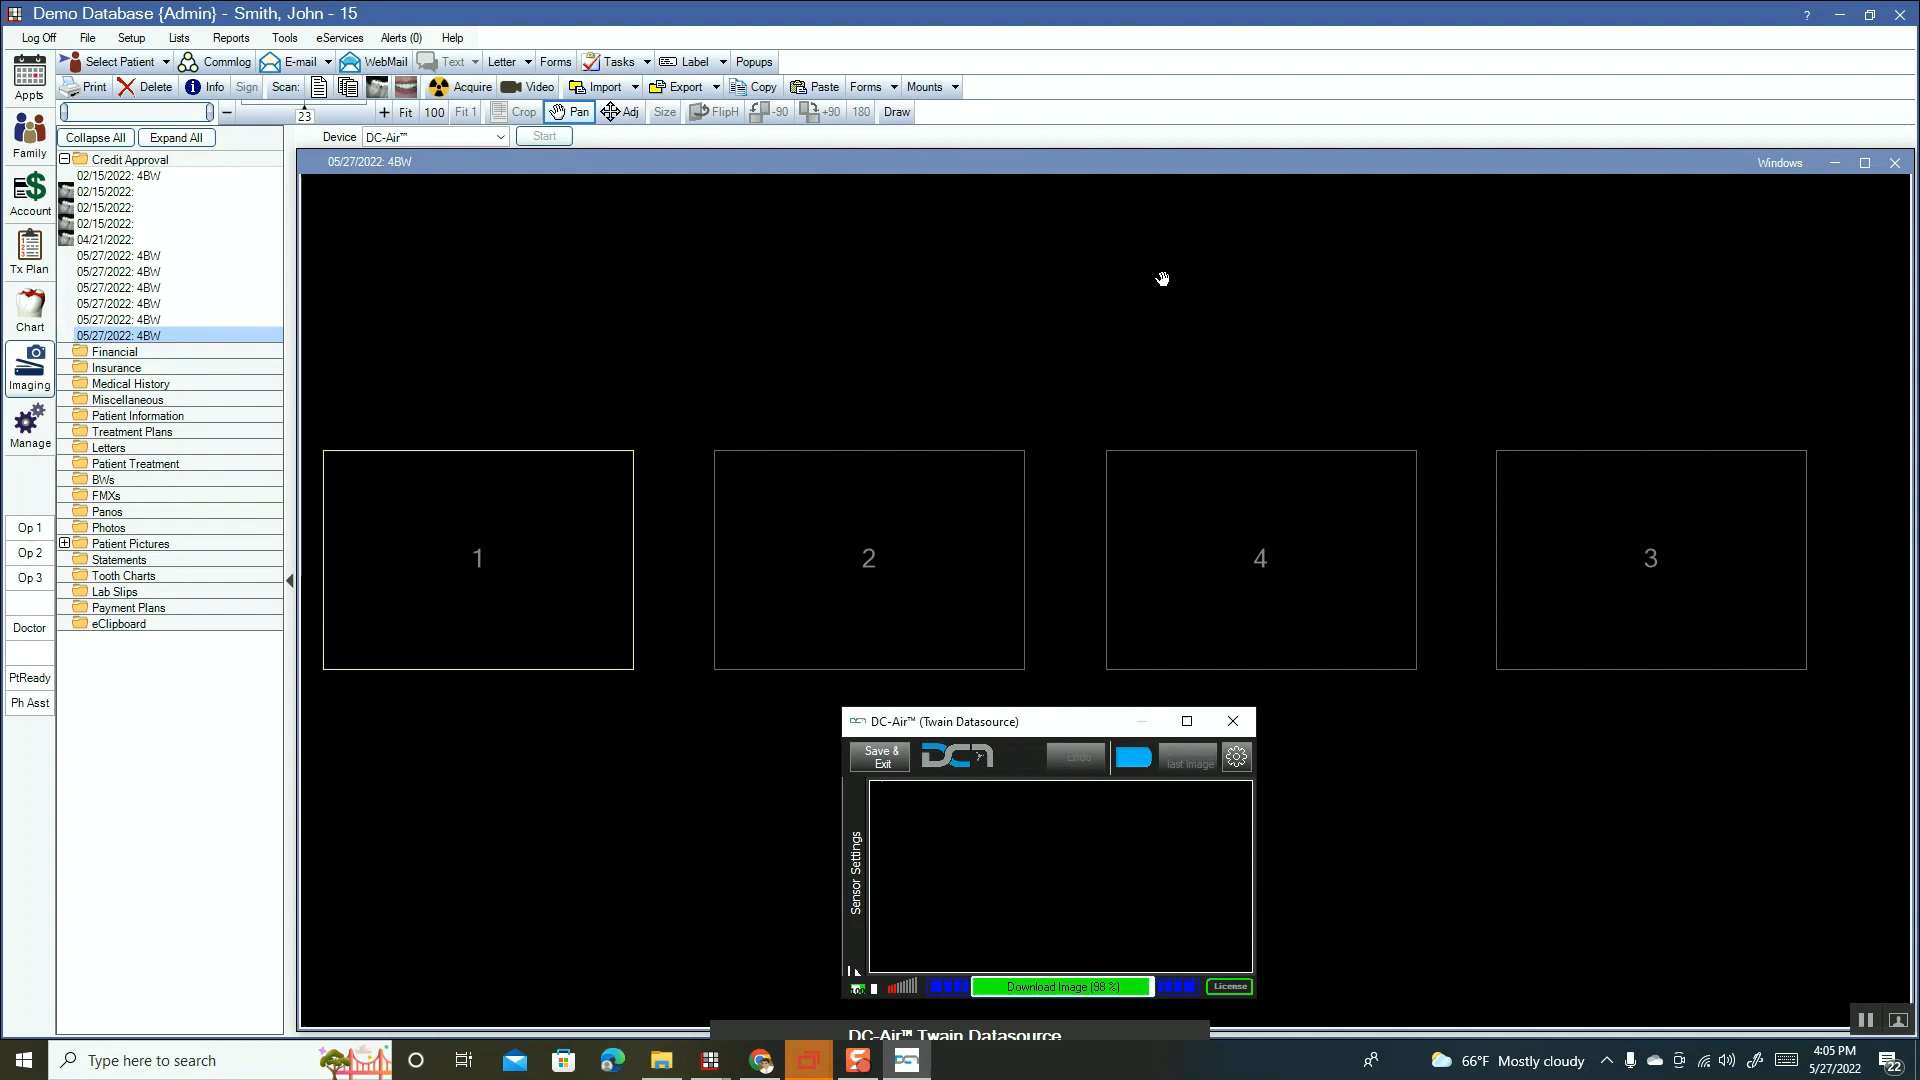 Demo Database {Admin} - Smith, John - 15
?
Log Off File Setup Lists Reports Tools eServices Alerts (0) Help
Select Patient Commlog E-mail WebMail Text Letter Forms Tasks Label Popups
Print Delete Info Sign Scan: Acquire Video Import Export Copy Paste Forms Mounts
23 Fit 100 Fit 1 Crop Pan Adj Size FlipH -90 +90 180 Draw
Collapse All Expand All
Device DC-Air™ Start
05/27/2022: 4BW Windows
Appts
Family
Account
Tx Plan
Chart
Imaging
Manage
Op 1
Op 2
Op 3
Doctor
PtReady
Ph Asst
Credit Approval
02/15/2022: 4BW
02/15/2022:
02/15/2022:
02/15/2022:
04/21/2022:
05/27/2022: 4BW
05/27/2022: 4BW
05/27/2022: 4BW
05/27/2022: 4BW
05/27/2022: 4BW
05/27/2022: 4BW
Financial
Insurance
Medical History
Miscellaneous
Patient Information
Treatment Plans
Letters
Patient Treatment
BWs
FMXs
Panos
Photos
Patient Pictures
Statements
Tooth Charts
Lab Slips
Payment Plans
eClipboard
1 2 4 3
DC-Air™ (Twain Datasource)
Save &
Exit
Undo
last image
Sensor Settings
100
Download Image (98 %)
License
DC-Air™ Twain Datasource
Type here to search
66°F Mostly cloudy
4:05 PM
5/27/2022
22